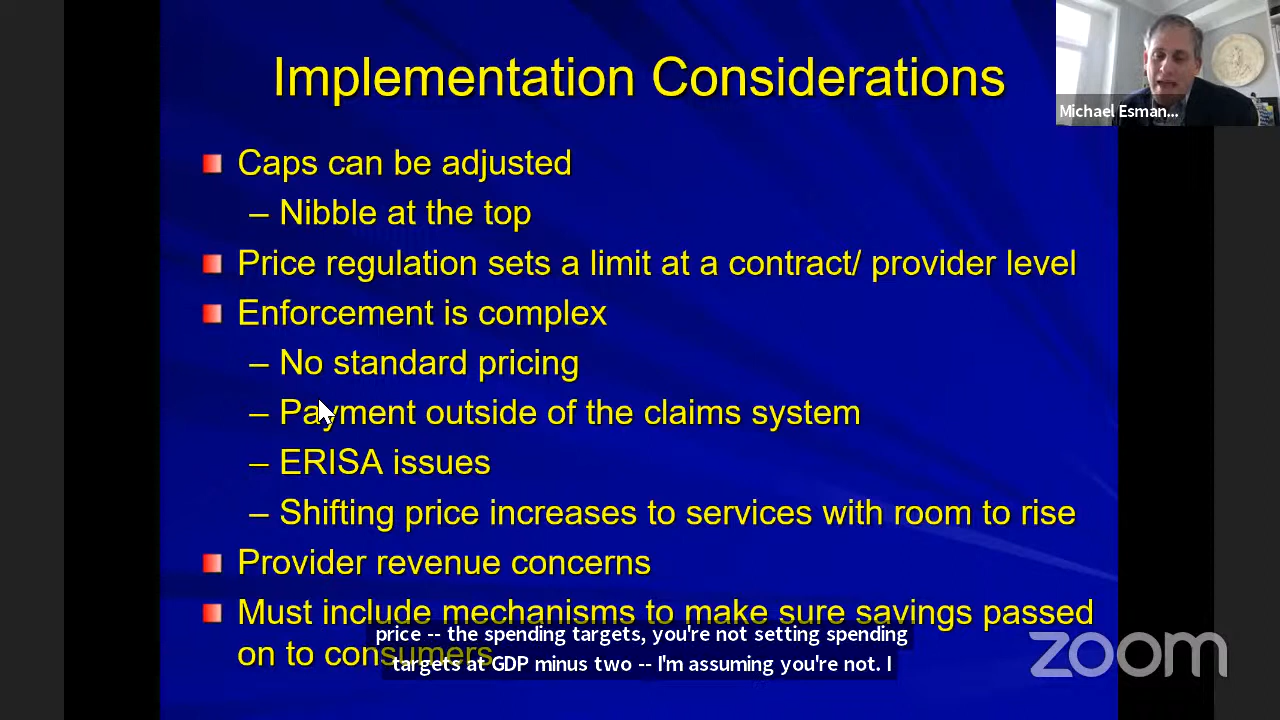 Implementation Considerations
Michael Esman...
Caps can be adjusted
– Nibble at the top
Price regulation sets a limit at a contract/ provider level
Enforcement is complex
– No standard pricing
– Payment outside of the claims system
– ERISA issues
– Shifting price increases to services with room to rise
Provider revenue concerns
Must include mechanisms to make sure savings passed
on to consumers
price -- the spending targets, you're not setting spending
targets at GDP minus two -- I'm assuming you're not. I
zoom